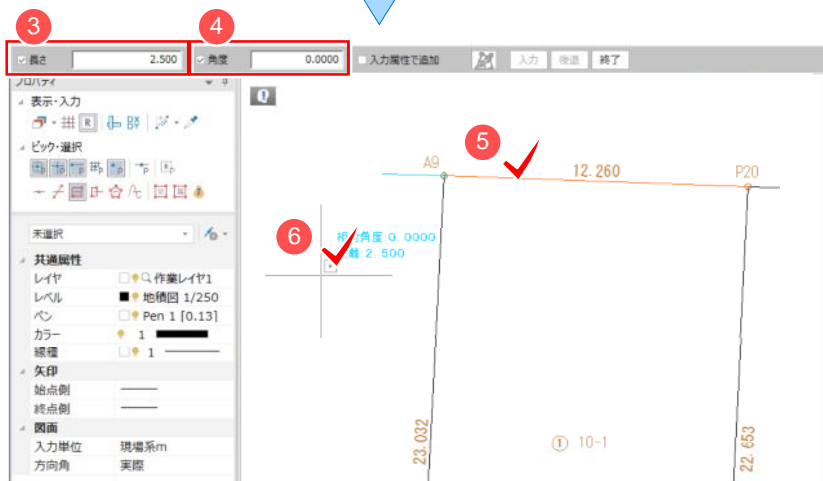 3
4
長さ 2.500 角度 0.0000 入力属性で追加 入力 後退 終了
プロパティ
表示・入力
R
ピック・選択
未選択
共通属性
レイヤ 作業レイヤ1
レベル 地積図 1/250
ペン Pen 1 [0.13]
カラー 1
線種 1
矢印
始点側
終点側
図面
入力単位 現場系m
方向角 実際
5
A9
12.260
P20
6
角度:0.0000
離:2.500
23.032
① 10-1
22.653